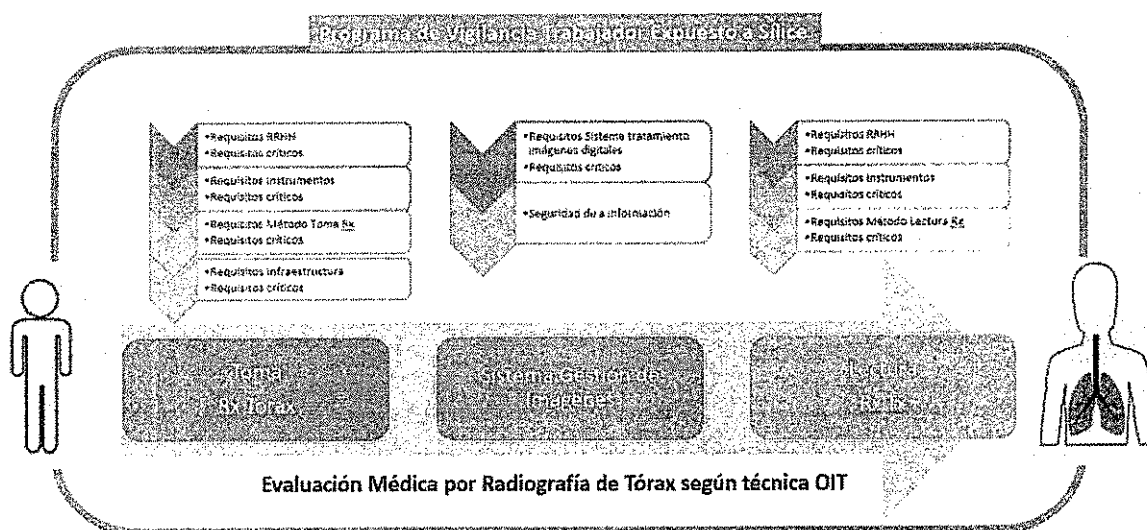 Programa de Vigilancia Trabajador Expuesto a Sílice
•Requisitos RRHH
•Requisitos críticos
•Requisitos instrumentos
•Requisitos críticos
•Requisitos Método Toma Rx
•Requisitos críticos
•Requisitos infraestructura
•Requisitos críticos
•Requisitos Sistema tratamiento
imágenes digitales
•Requisitos críticos
•Seguridad de a información
•Requisitos RRHH
•Requisitos críticos
•Requisitos instrumentos
•Requisitos críticos
•Requisitos Método Lectura Rx
•Requisitos críticos
Toma
Rx Tórax
Sistema Gestión de
Imágenes
Lectura
Evaluación Médica por Radiografía de Tórax según técnica OIT